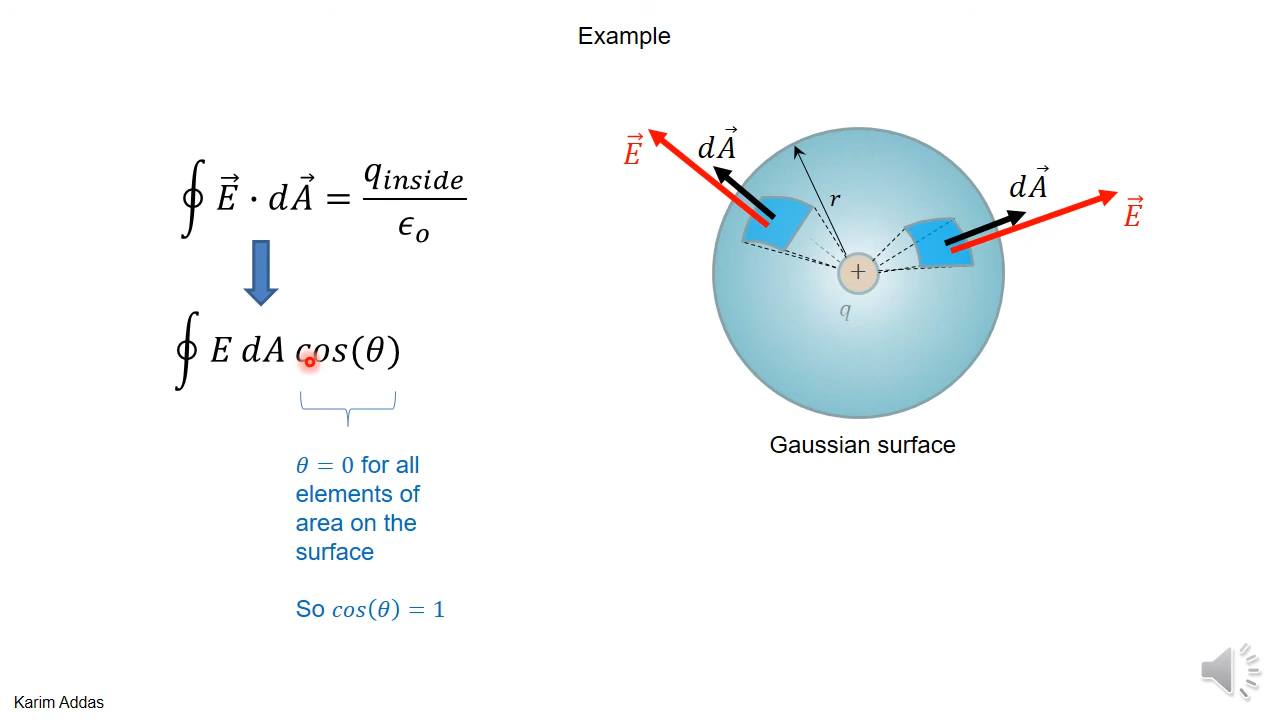 Example
∮ E⃗ · dA⃗ = q_inside / ϵ_o
∮ E dA cos(θ)
θ = 0 for all
elements of
area on the
surface
So cos(θ) = 1
E⃗
dA⃗
r
dA⃗
E⃗
+
q
Gaussian surface
Karim Addas